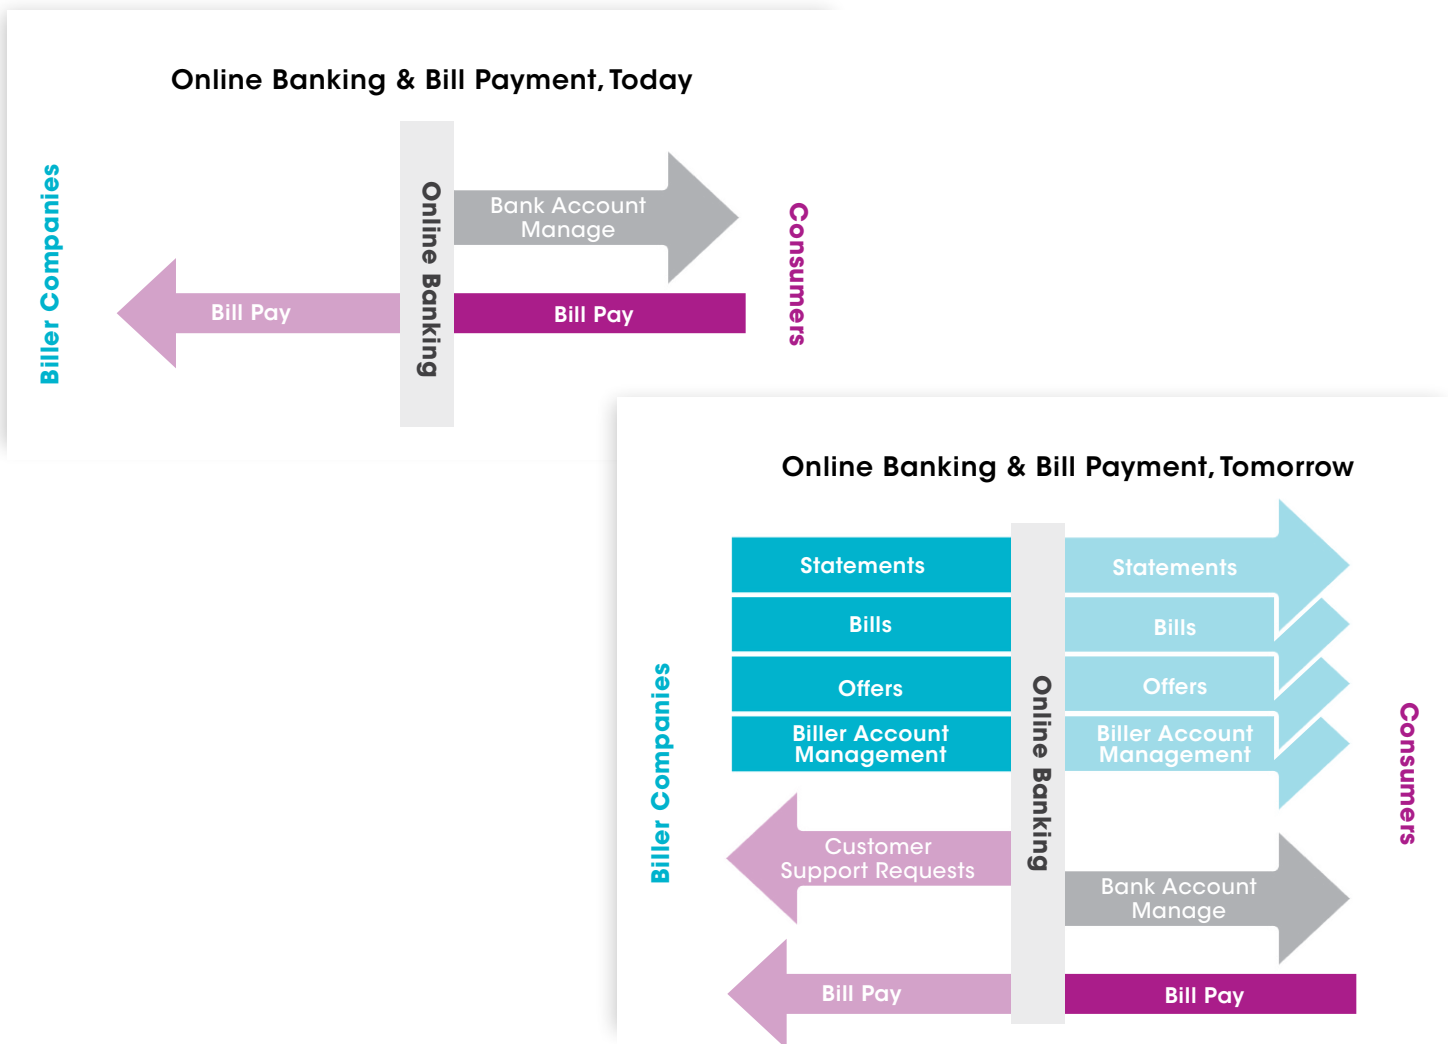 Online Banking & Bill Payment, Today
Biller Companies
Online Banking
Bank Account
Manage
Consumers
Bill Pay
Bill Pay
Online Banking & Bill Payment, Tomorrow
Biller Companies
Statements
Bills
Offers
Biller Account
Management
Online Banking
Statements
Bills
Offers
Biller Account
Management
Consumers
Customer
Support Requests
Bank Account
Manage
Bill Pay
Bill Pay